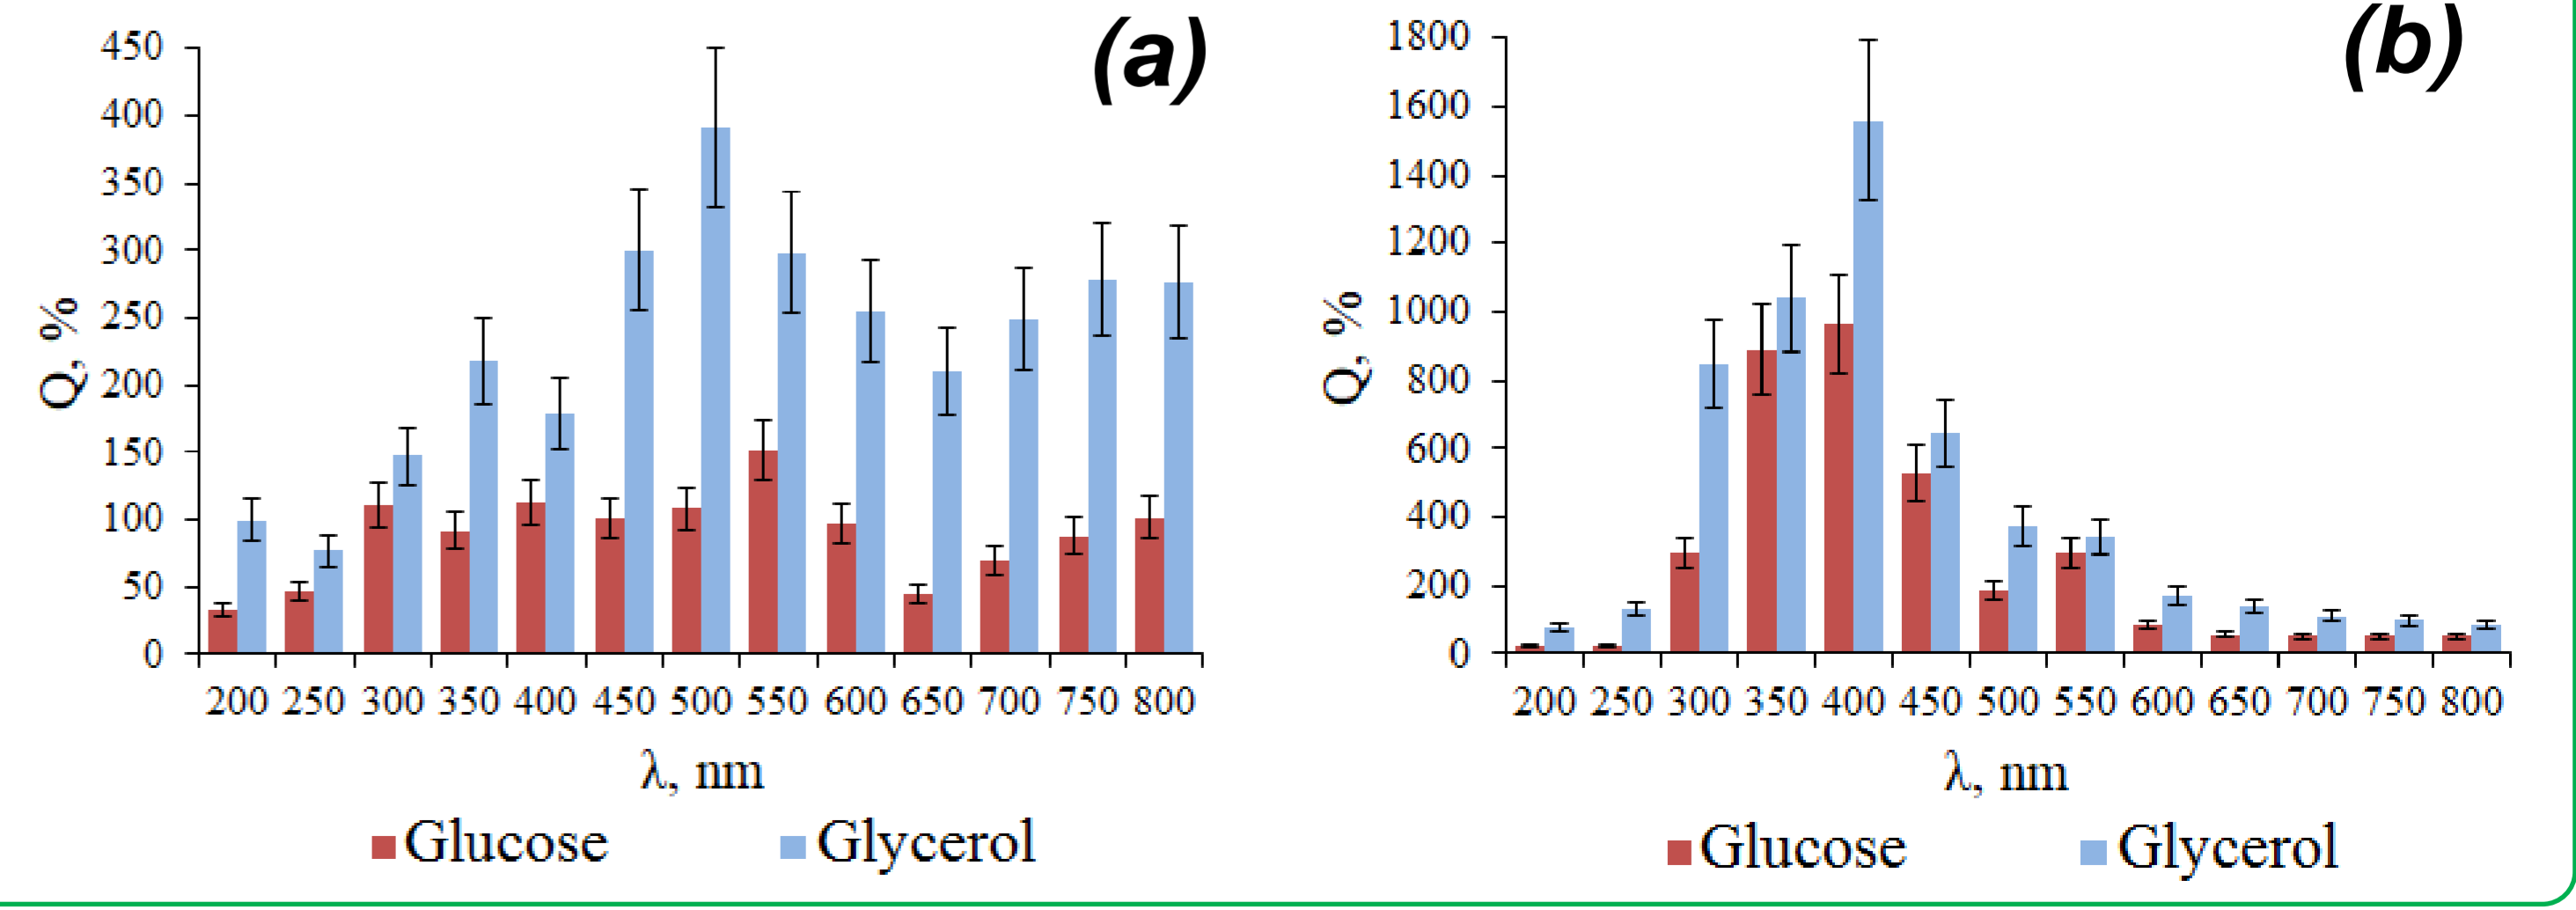 (a)
450
400
350
300
250
200
150
100
50
0
Q, %
200 250 300 350 400 450 500 550 600 650 700 750 800
λ, nm
Glucose Glycerol
(b)
1800
1600
1400
1200
1000
800
600
400
200
0
Q, %
200 250 300 350 400 450 500 550 600 650 700 750 800
λ, nm
Glucose Glycerol